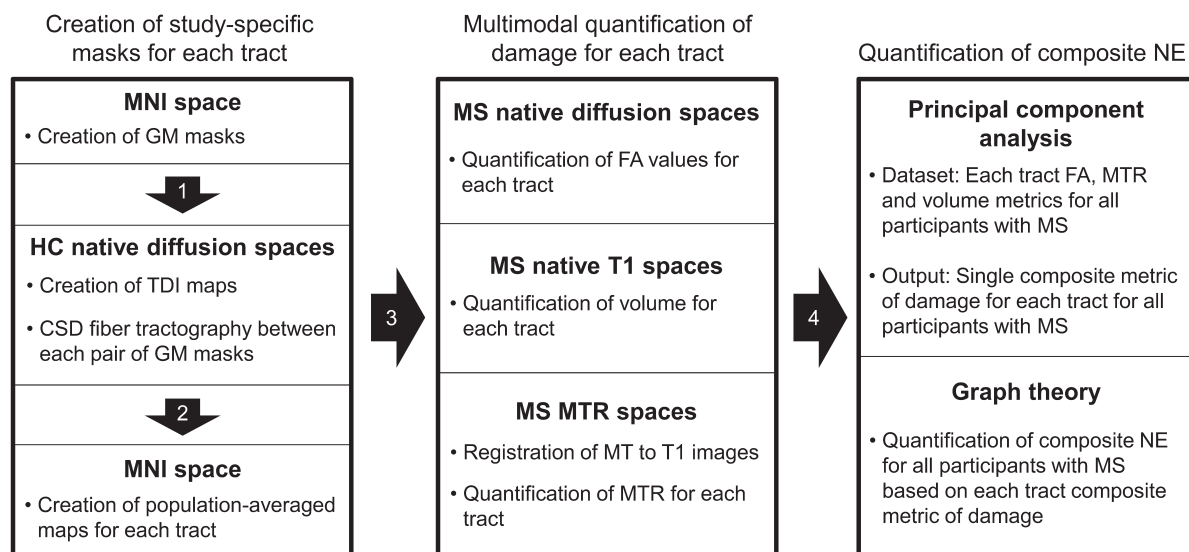 Creation of study-specific
masks for each tract
MNI space
• Creation of GM masks
1
HC native diffusion spaces
• Creation of TDI maps
• CSD fiber tractography between
each pair of GM masks
2
MNI space
• Creation of population-averaged
maps for each tract
3
Multimodal quantification of
damage for each tract
MS native diffusion spaces
• Quantification of FA values for
each tract
MS native T1 spaces
• Quantification of volume for
each tract
MS MTR spaces
• Registration of MT to T1 images
• Quantification of MTR for each
tract
4
Quantification of composite NE
Principal component
analysis
• Dataset: Each tract FA, MTR
and volume metrics for all
participants with MS
• Output: Single composite metric
of damage for each tract for all
participants with MS
Graph theory
• Quantification of composite NE
for all participants with MS
based on each tract composite
metric of damage